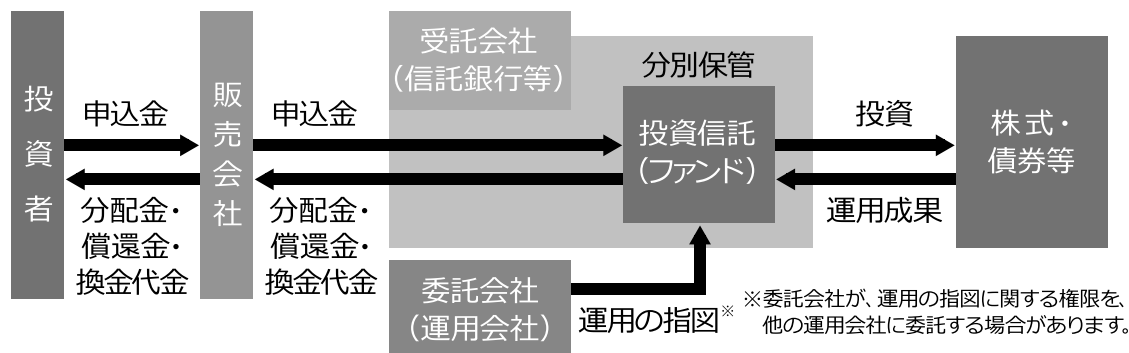 投資者
申込金
分配金・
償還金・
換金代金
販売会社
申込金
分配金・
償還金・
換金代金
受託会社
（信託銀行等）
分別保管
投資信託
（ファンド）
委託会社
（運用会社）
運用の指図※
投資
運用成果
株式・
債券等
※委託会社が、運用の指図に関する権限を、
他の運用会社に委託する場合があります。